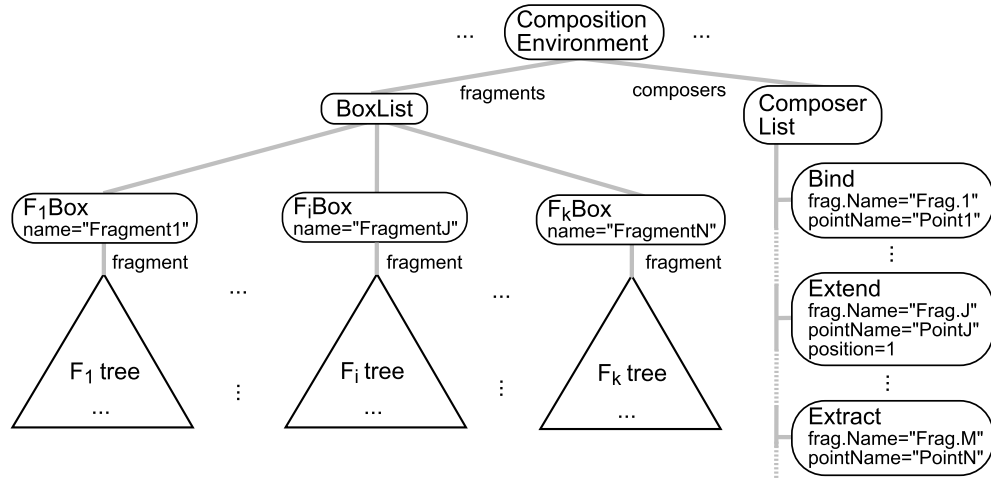 ... Composition ...
Environment
fragments
composers
BoxList
Composer
List
F1Box
name="Fragment1"
FiBox
name="FragmentJ"
FkBox
name="FragmentN"
Bind
frag.Name="Frag.1"
pointName="Point1"
...
fragment
fragment
fragment
...
...
Extend
frag.Name="Frag.J"
pointName="PointJ"
position=1
F1 tree
...
...
Fi tree
...
...
Fk tree
...
...
Extract
frag.Name="Frag.M"
pointName="PointN"